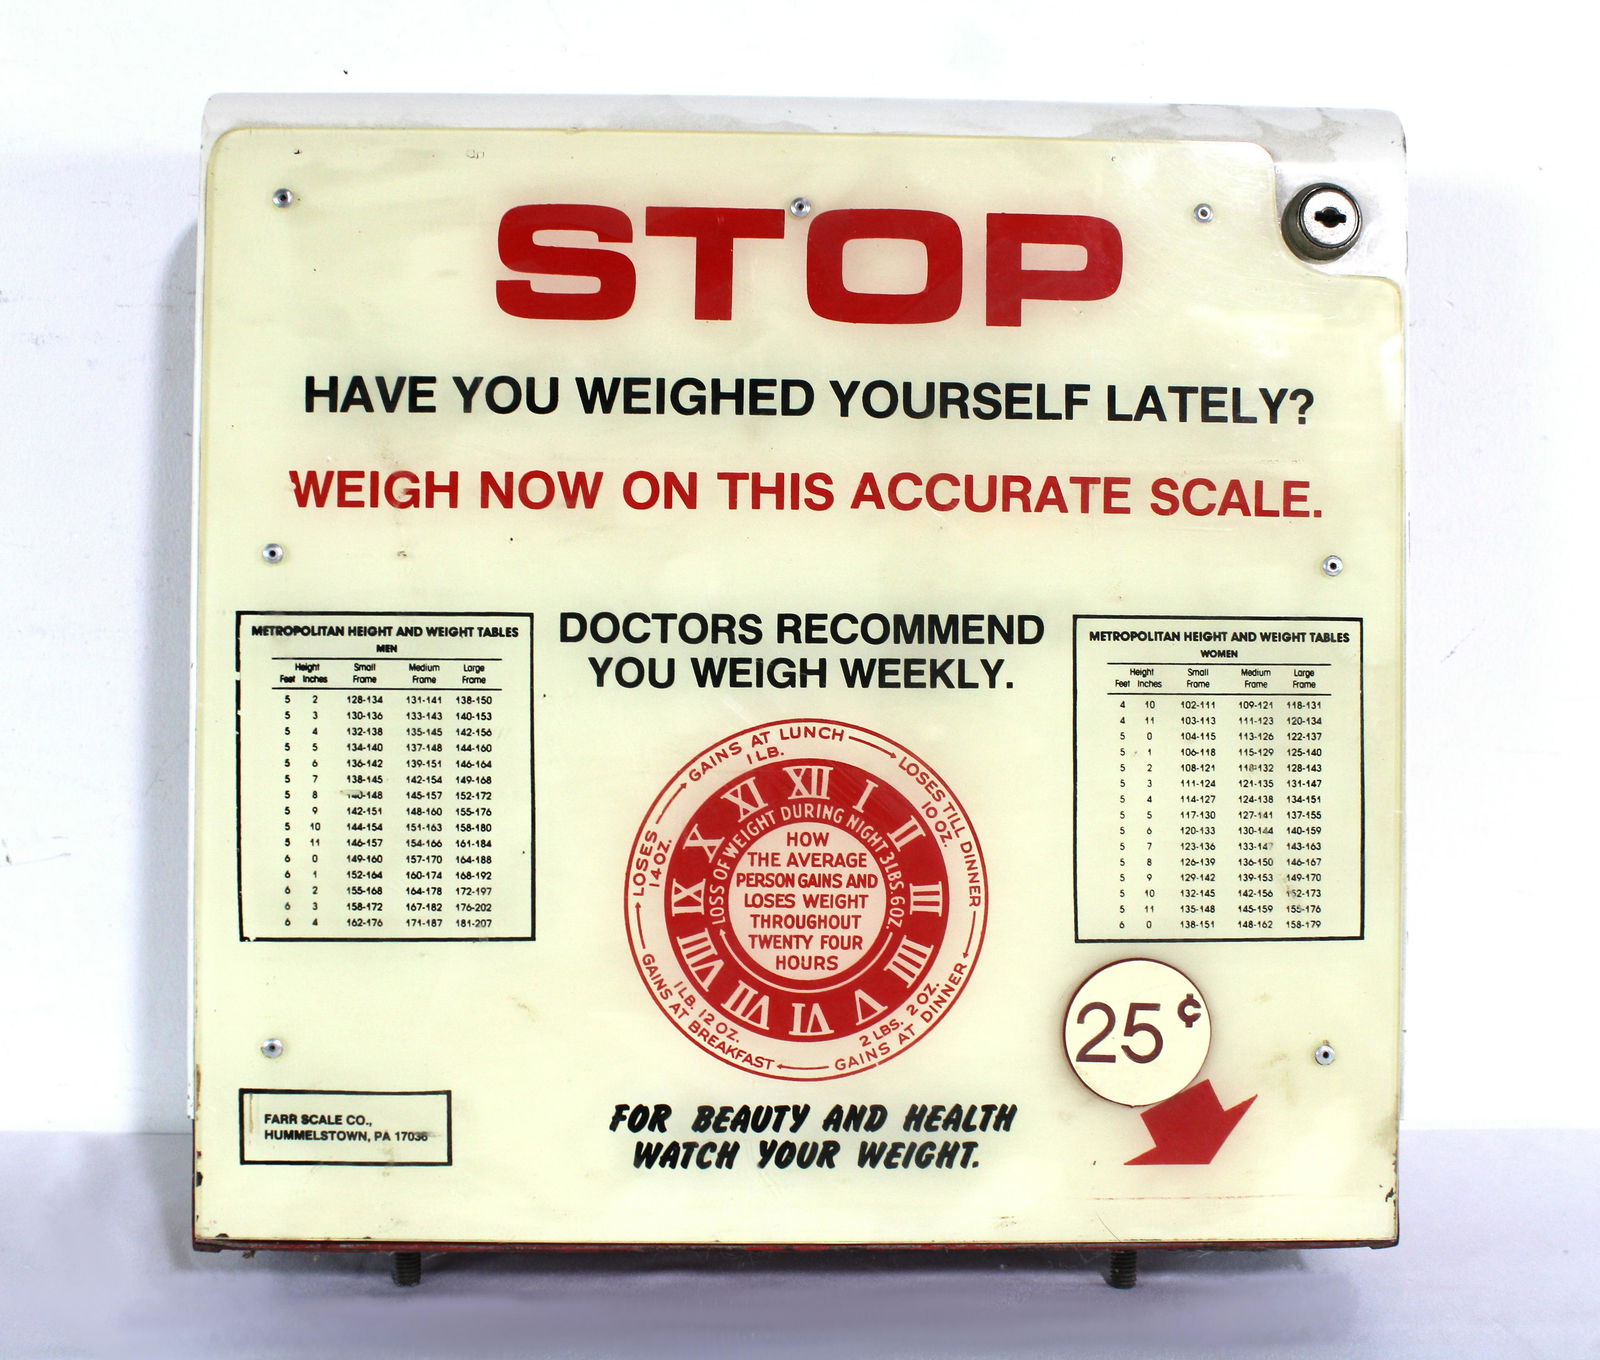 STOP
HAVE YOU WEIGHED YOURSELF LATELY?
WEIGH NOW ON THIS ACCURATE SCALE.
METROPOLITAN HEIGHT AND WEIGHT TABLES
MEN
Height Small Medium Large
Feet Inches Frame Frame Frame
5 2 128-134 131-141 138-150
5 3 130-136 133-143 140-153
5 4 132-138 135-145 142-156
5 5 134-140 137-148 144-160
5 6 136-142 139-151 146-164
5 7 138-145 142-154 149-168
5 8 140-148 145-157 152-172
5 9 142-151 148-160 155-176
5 10 144-154 151-163 158-180
5 11 146-157 154-166 161-184
6 0 149-160 157-170 164-188
6 1 152-164 160-174 168-192
6 2 155-168 164-178 172-197
6 3 158-172 167-182 176-202
6 4 162-176 171-187 181-207
DOCTORS RECOMMEND
YOU WEIGH WEEKLY.
METROPOLITAN HEIGHT AND WEIGHT TABLES
WOMEN
Height Small Medium Large
Feet Inches Frame Frame Frame
4 10 102-111 109-121 118-131
4 11 103-113 111-123 120-134
5 0 104-115 113-126 122-137
5 1 106-118 115-129 125-140
5 2 108-121 118-132 128-143
5 3 111-124 121-135 131-147
5 4 114-127 124-138 134-151
5 5 117-130 127-141 137-155
5 6 120-133 130-144 140-159
5 7 123-136 133-147 143-163
5 8 126-139 136-150 146-167
5 9 129-142 139-153 149-170
5 10 132-145 142-156 152-173
5 11 135-148 145-159 155-176
6 0 138-151 148-162 158-179
GAINS AT LUNCH
1 LB.
LOSES TILL DINNER
10 OZ.
GAINS AT DINNER
2 LBS. 2 OZ.
GAINS AT BREAKFAST
1 LB. 12 OZ.
LOSES
14 OZ.
XII I II III IIII V VI VII VIII IX X XI
LOSS OF WEIGHT DURING NIGHT 3 LBS. 6 OZ.
HOW
THE AVERAGE
PERSON GAINS AND
LOSES WEIGHT
THROUGHOUT
TWENTY FOUR
HOURS
25¢
FARR SCALE CO.,
HUMMELSTOWN, PA 17036
FOR BEAUTY AND HEALTH
WATCH YOUR WEIGHT.